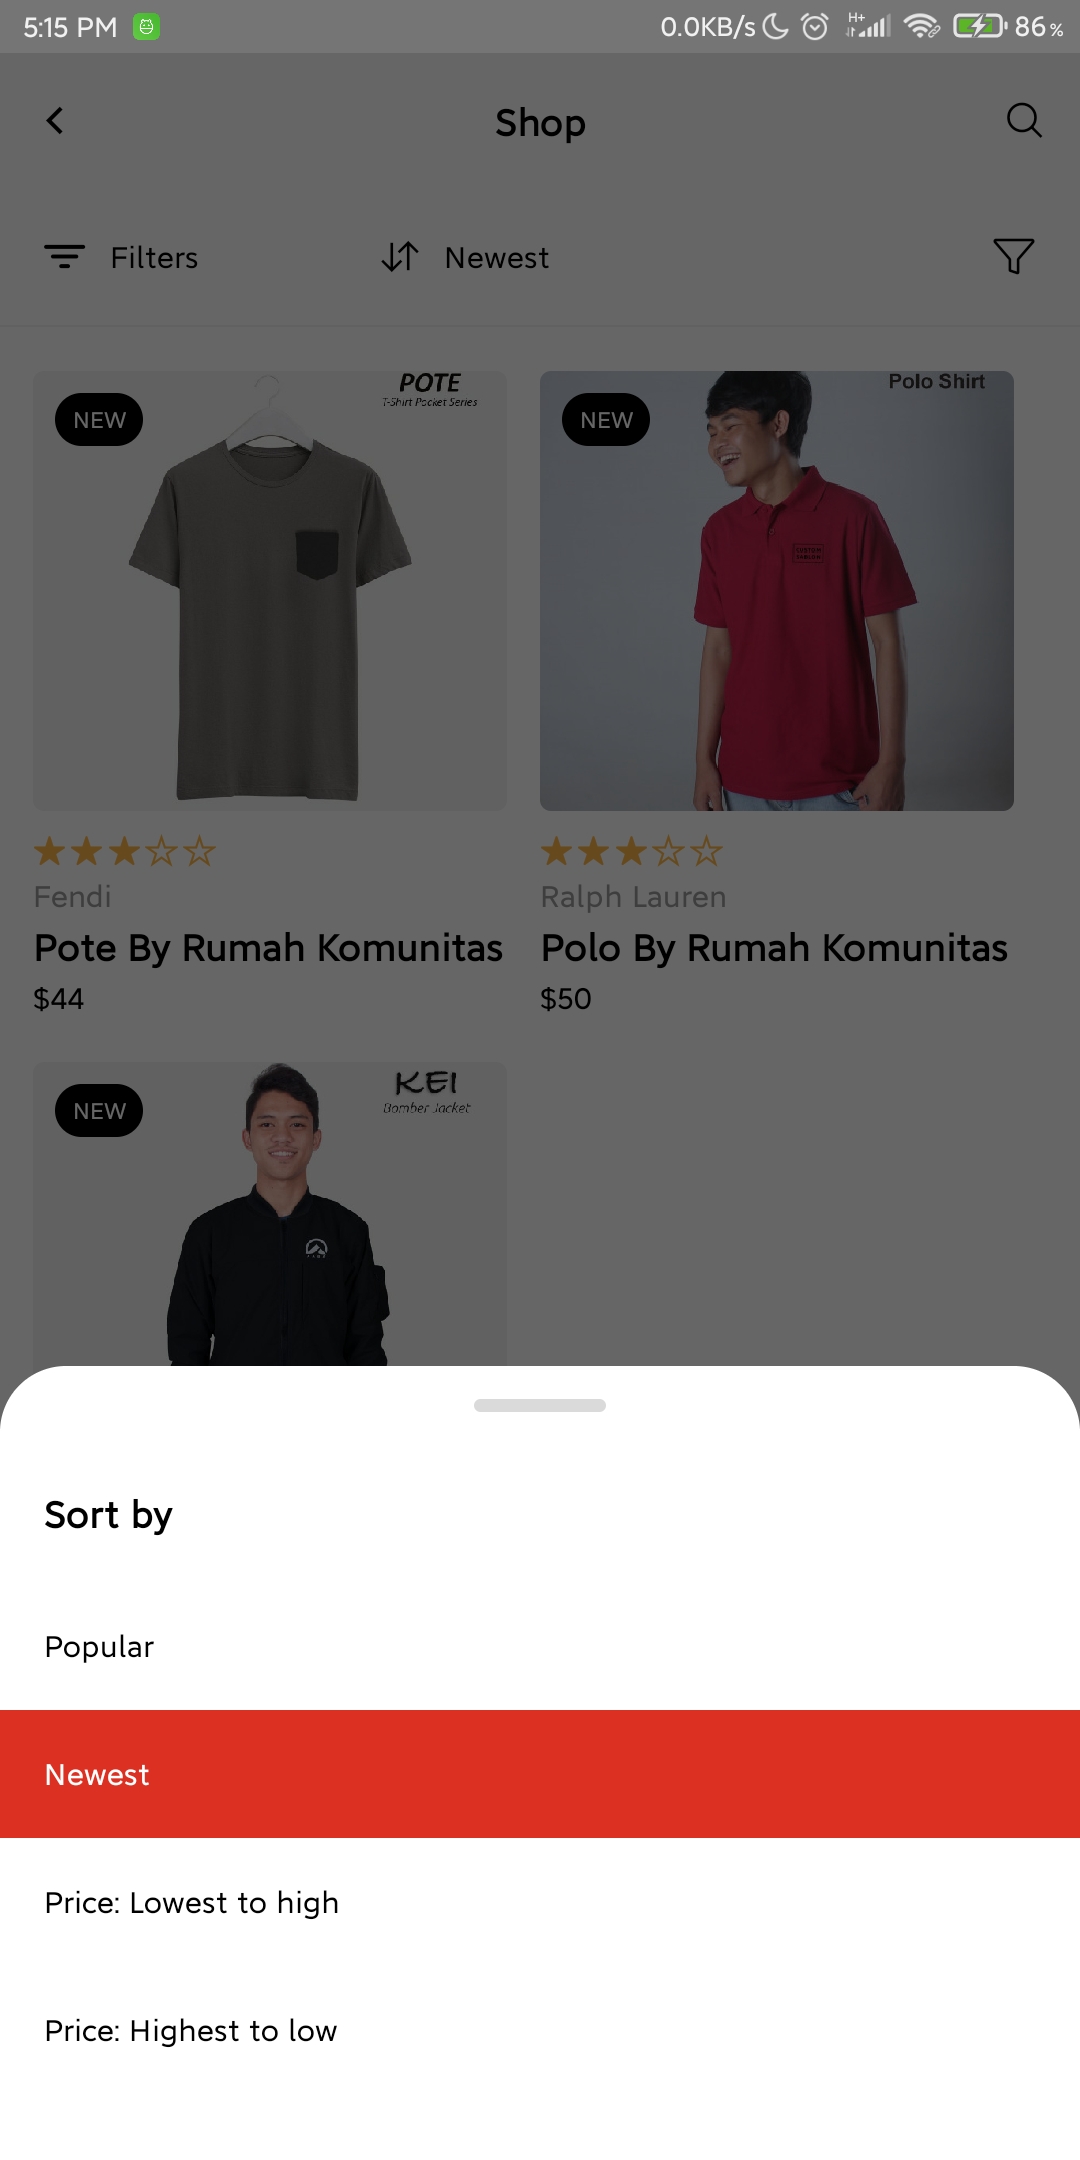 5:15 PM
0.0KB/s
H+
86%
Shop
Filters
Newest
NEW
POTE
T-Shirt Pocket Series
NEW
Polo Shirt
Fendi
Pote By Rumah Komunitas
$44
Ralph Lauren
Polo By Rumah Komunitas
$50
NEW
KEI
Bomber Jacket
Sort by
Popular
Newest
Price: Lowest to high
Price: Highest to low